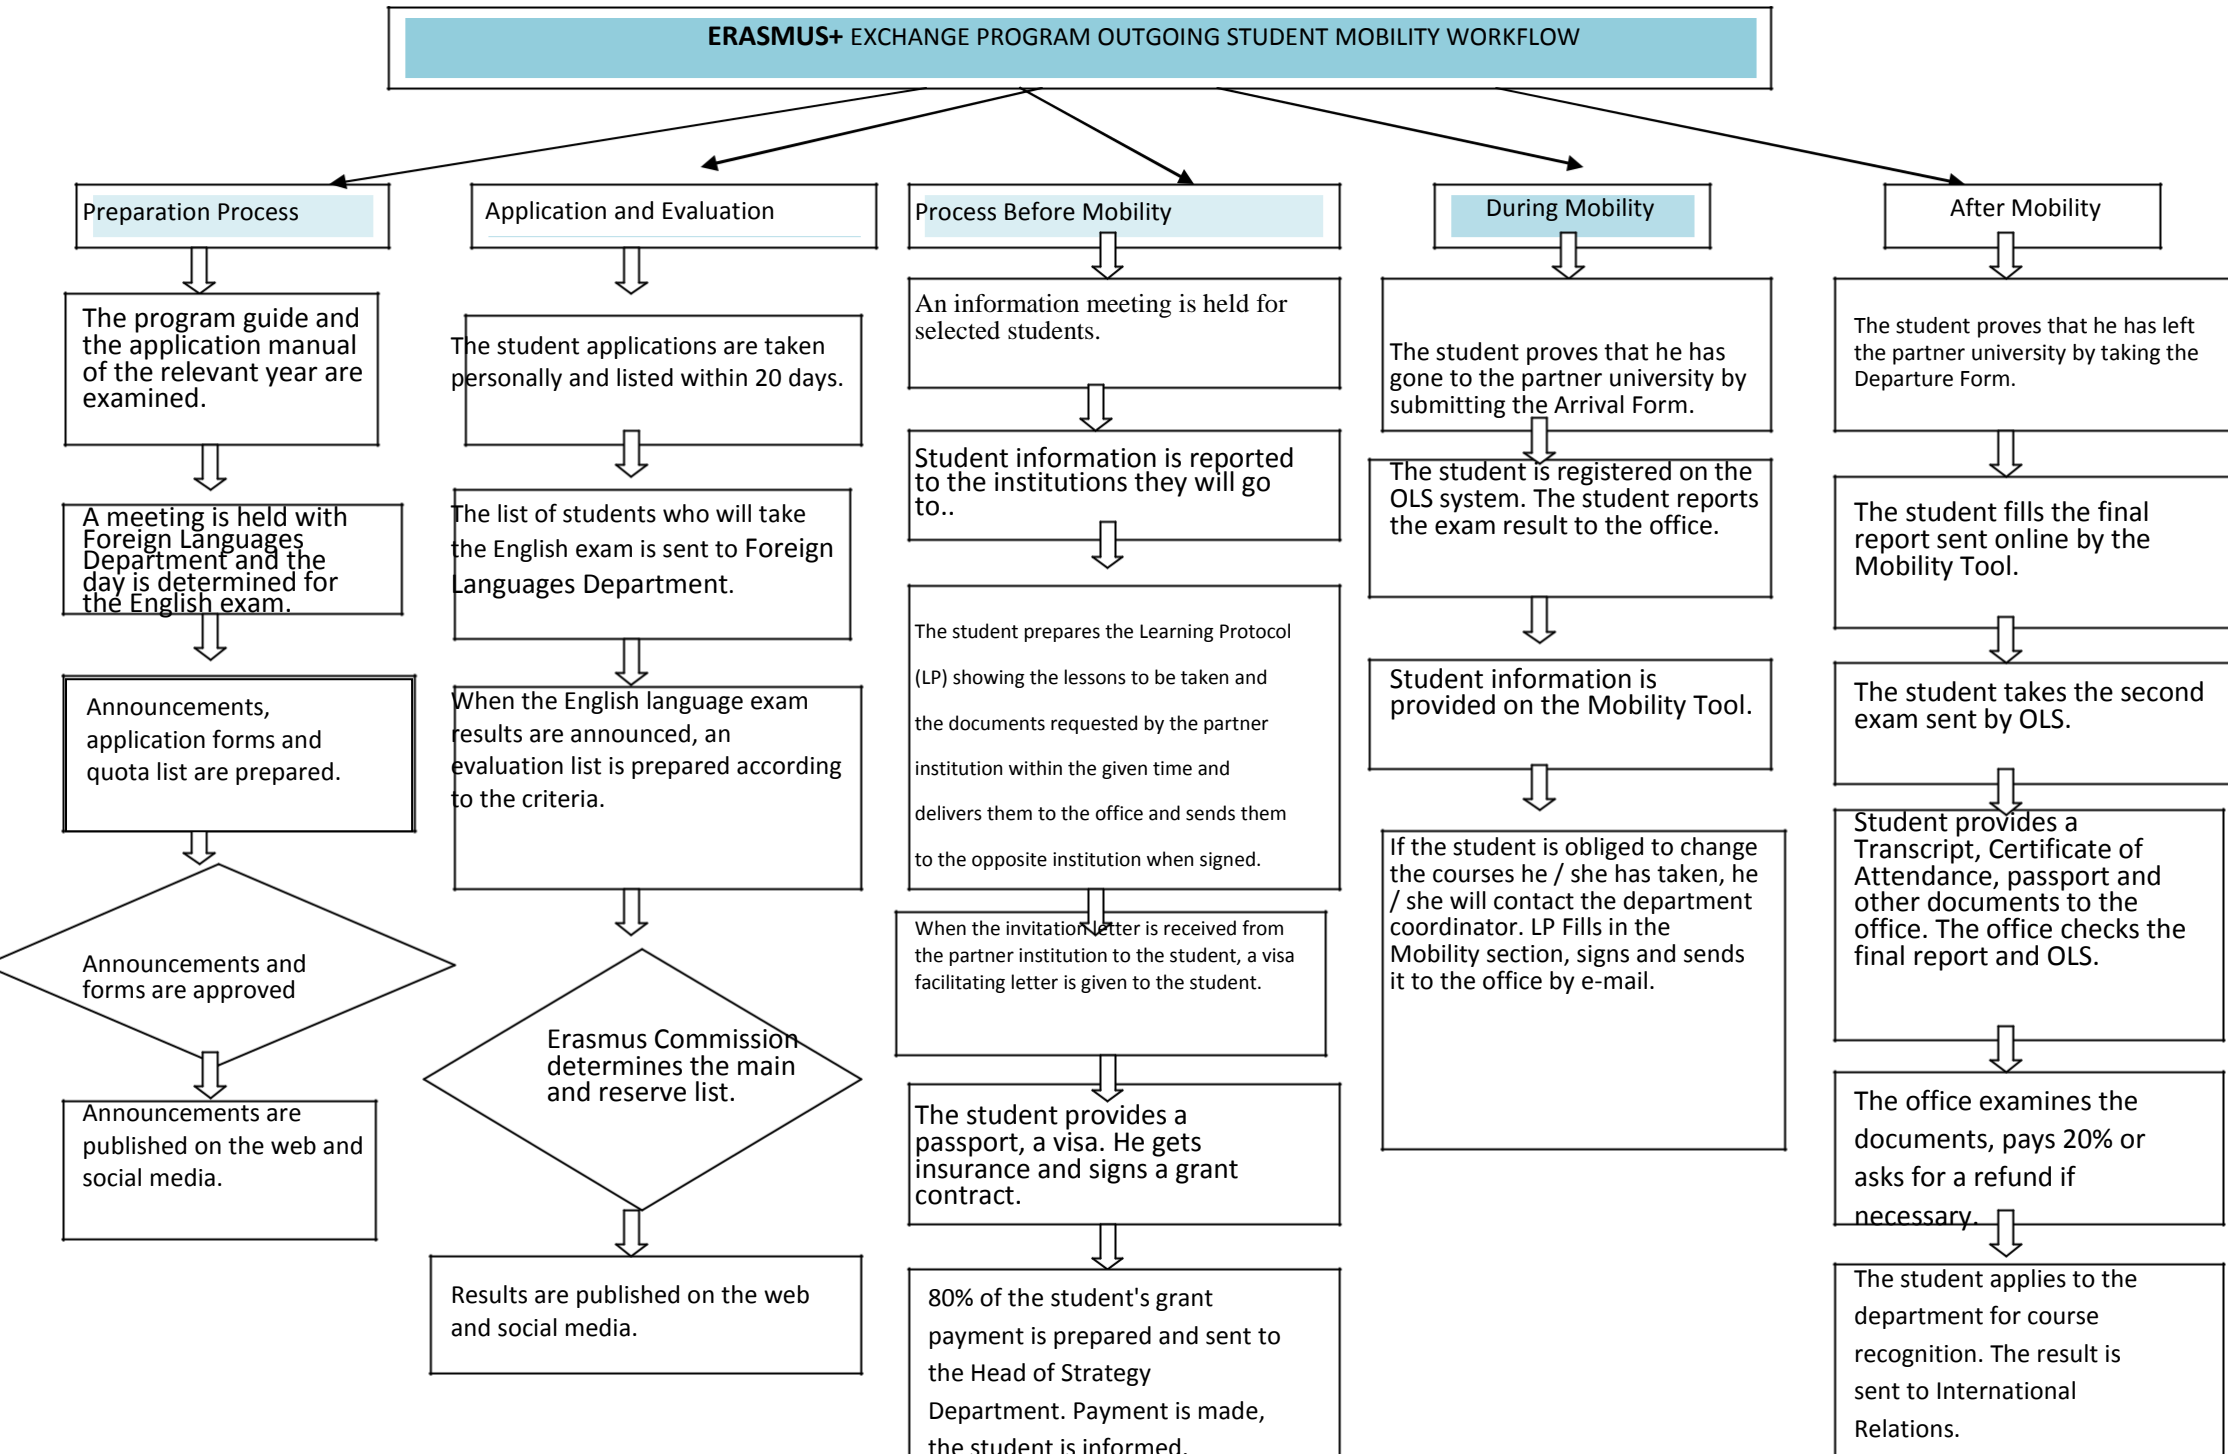 ERASMUS+ EXCHANGE PROGRAM OUTGOING STUDENT MOBILITY WORKFLOW
Preparation Process
The program guide and
the application manual
of the relevant year are
examined.
A meeting is held with
Foreign Languages
Department and the
day is determined for
the English exam.
Announcements,
application forms and
quota list are prepared.
Announcements and
forms are approved
Announcements are
published on the web and
social media.
Application and Evaluation
The student applications are taken
personally and listed within 20 days.
The list of students who will take
the English exam is sent to Foreign
Languages Department.
When the English language exam
results are announced, an
evaluation list is prepared according
to the criteria.
Erasmus Commission
determines the main
and reserve list.
Results are published on the web
and social media.
Process Before Mobility
An information meeting is held for
selected students.
Student information is reported
to the institutions they will go
to..
The student prepares the Learning Protocol
(LP) showing the lessons to be taken and
the documents requested by the partner
institution within the given time and
delivers them to the office and sends them
to the opposite institution when signed.
When the invitation letter is received from
the partner institution to the student, a visa
facilitating letter is given to the student.
The student provides a
passport, a visa. He gets
insurance and signs a grant
contract.
80% of the student's grant
payment is prepared and sent to
the Head of Strategy
Department. Payment is made,
the student is informed.
During Mobility
The student proves that he has
gone to the partner university by
submitting the Arrival Form.
The student is registered on the
OLS system. The student reports
the exam result to the office.
Student information is
provided on the Mobility Tool.
If the student is obliged to change
the courses he / she has taken, he
/ she will contact the department
coordinator. LP Fills in the
Mobility section, signs and sends
it to the office by e-mail.
After Mobility
The student proves that he has left
the partner university by taking the
Departure Form.
The student fills the final
report sent online by the
Mobility Tool.
The student takes the second
exam sent by OLS.
Student provides a
Transcript, Certificate of
Attendance, passport and
other documents to the
office. The office checks the
final report and OLS.
The office examines the
documents, pays 20% or
asks for a refund if
necessary.
The student applies to the
department for course
recognition. The result is
sent to International
Relations.